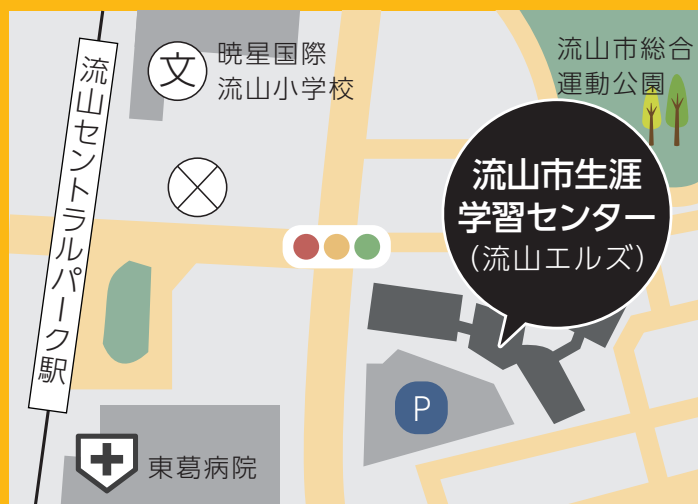 暁星国際
流山小学校
文
流山市総合
運動公園
流山セントラルパーク駅
流山市生涯
学習センター
(流山エルズ)
P
東葛病院